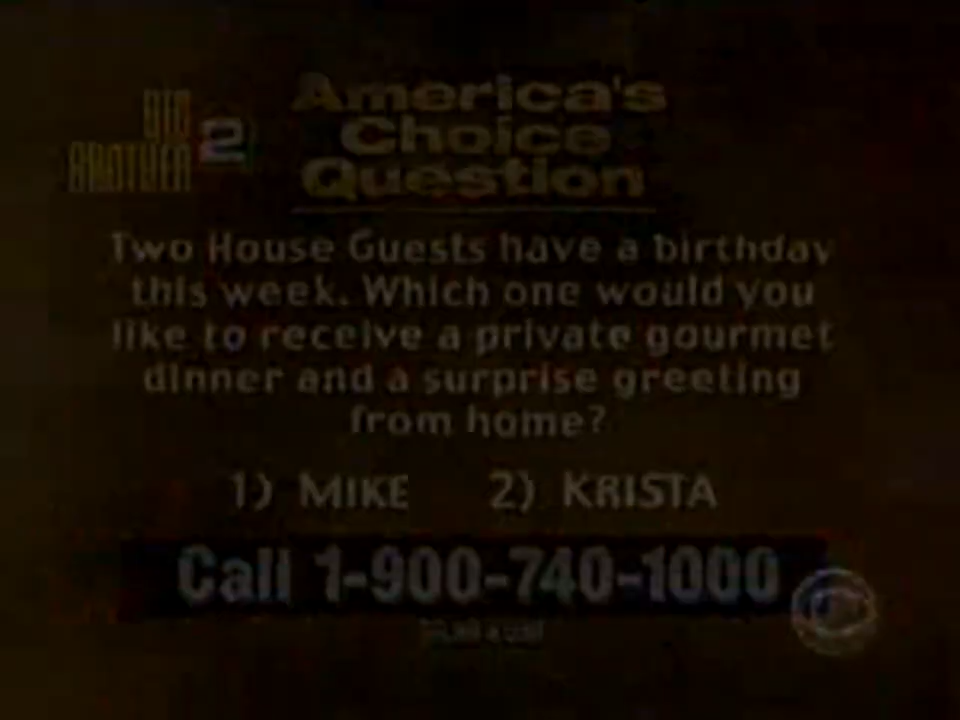 BIG
BROTHER 2
America's
Choice
Question
Two House Guests have a birthday
this week. Which one would you
like to receive a private gourmet
dinner and a surprise greeting
from home?
1) MIKE 2) KRISTA
Call 1-900-740-1000
a call